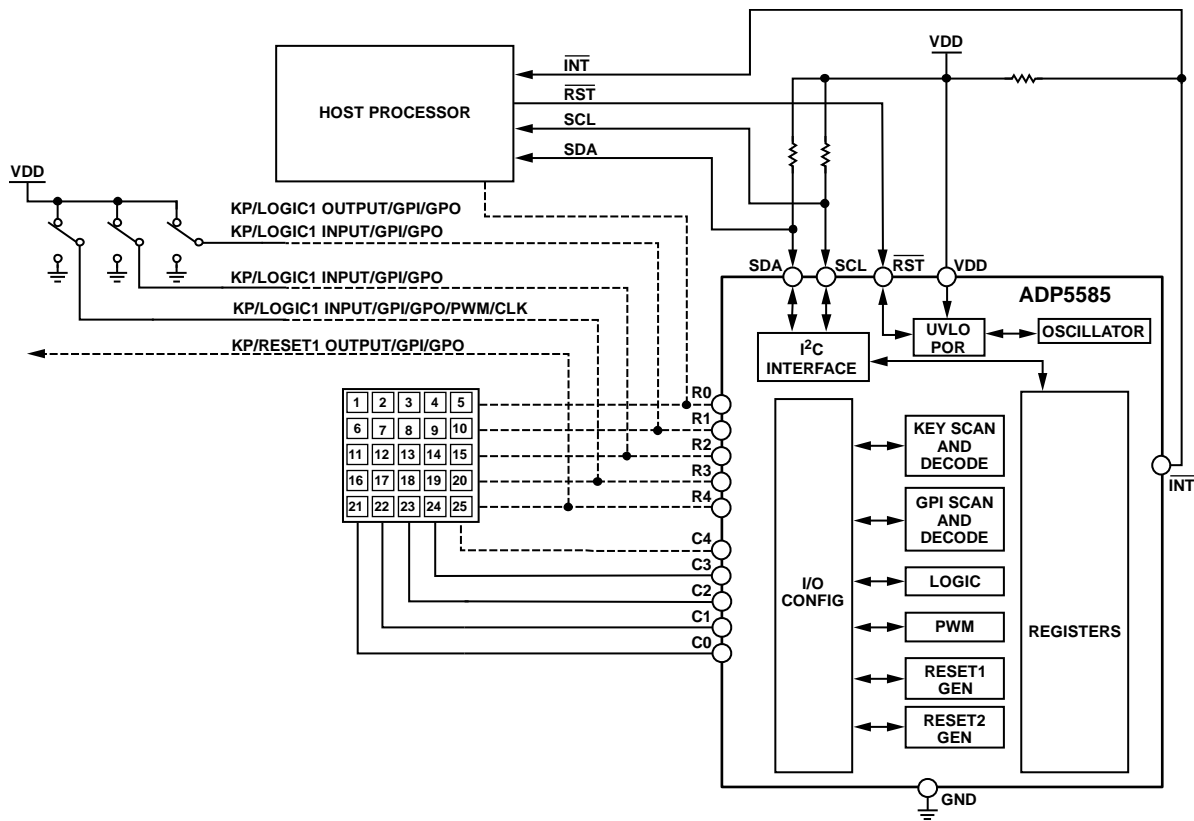 VDD
INT
RST
SCL
SDA
HOST PROCESSOR
VDD
KP/LOGIC1 OUTPUT/GPI/GPO
KP/LOGIC1 INPUT/GPI/GPO
KP/LOGIC1 INPUT/GPI/GPO
KP/LOGIC1 INPUT/GPI/GPO/PWM/CLK
KP/RESET1 OUTPUT/GPI/GPO
SDA
SCL
RST
VDD
ADP5585
I2C
INTERFACE
UVLO
POR
OSCILLATOR
1 2 3 4 5
6 7 8 9 10
11 12 13 14 15
16 17 18 19 20
21 22 23 24 25
R0
R1
R2
R3
R4
C4
C3
C2
C1
C0
I/O
CONFIG
KEY SCAN
AND
DECODE
GPI SCAN
AND
DECODE
LOGIC
PWM
RESET1
GEN
RESET2
GEN
REGISTERS
INT
GND